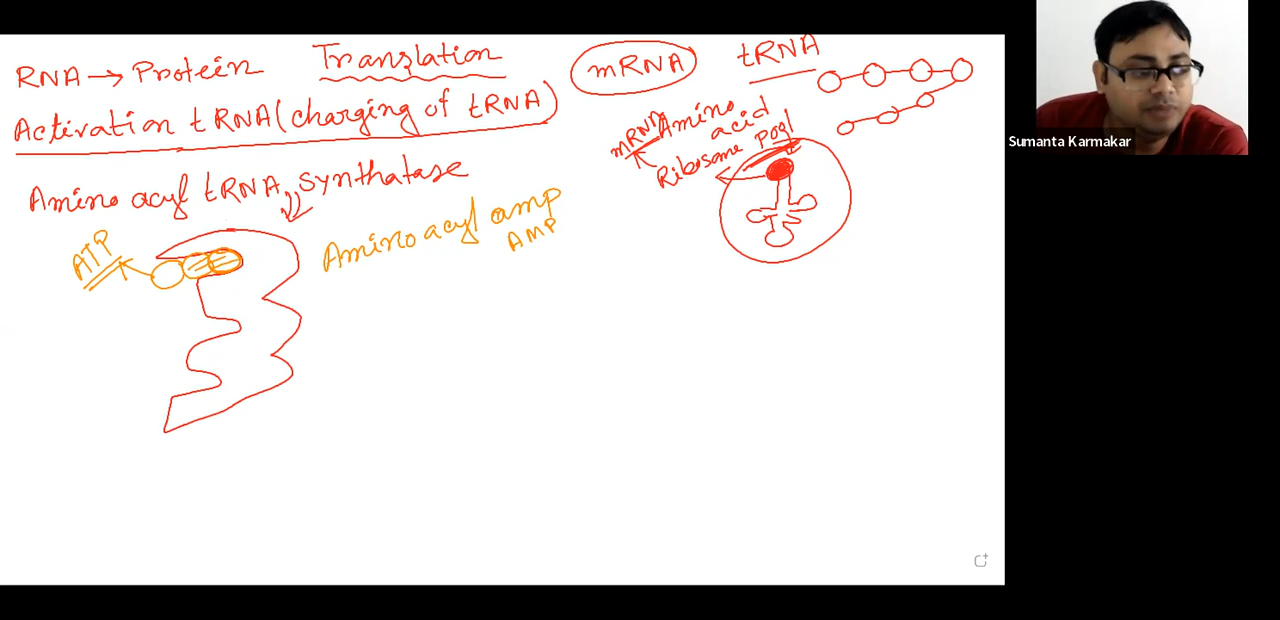 RNA → Protein Translation mRNA tRNA
Activation tRNA (charging of tRNA)
mRNA Amino
acid
Ribosome Pool
Amino acyl tRNA synthatase
ATP
Amino acyl amp
AMP
Sumanta Karmakar